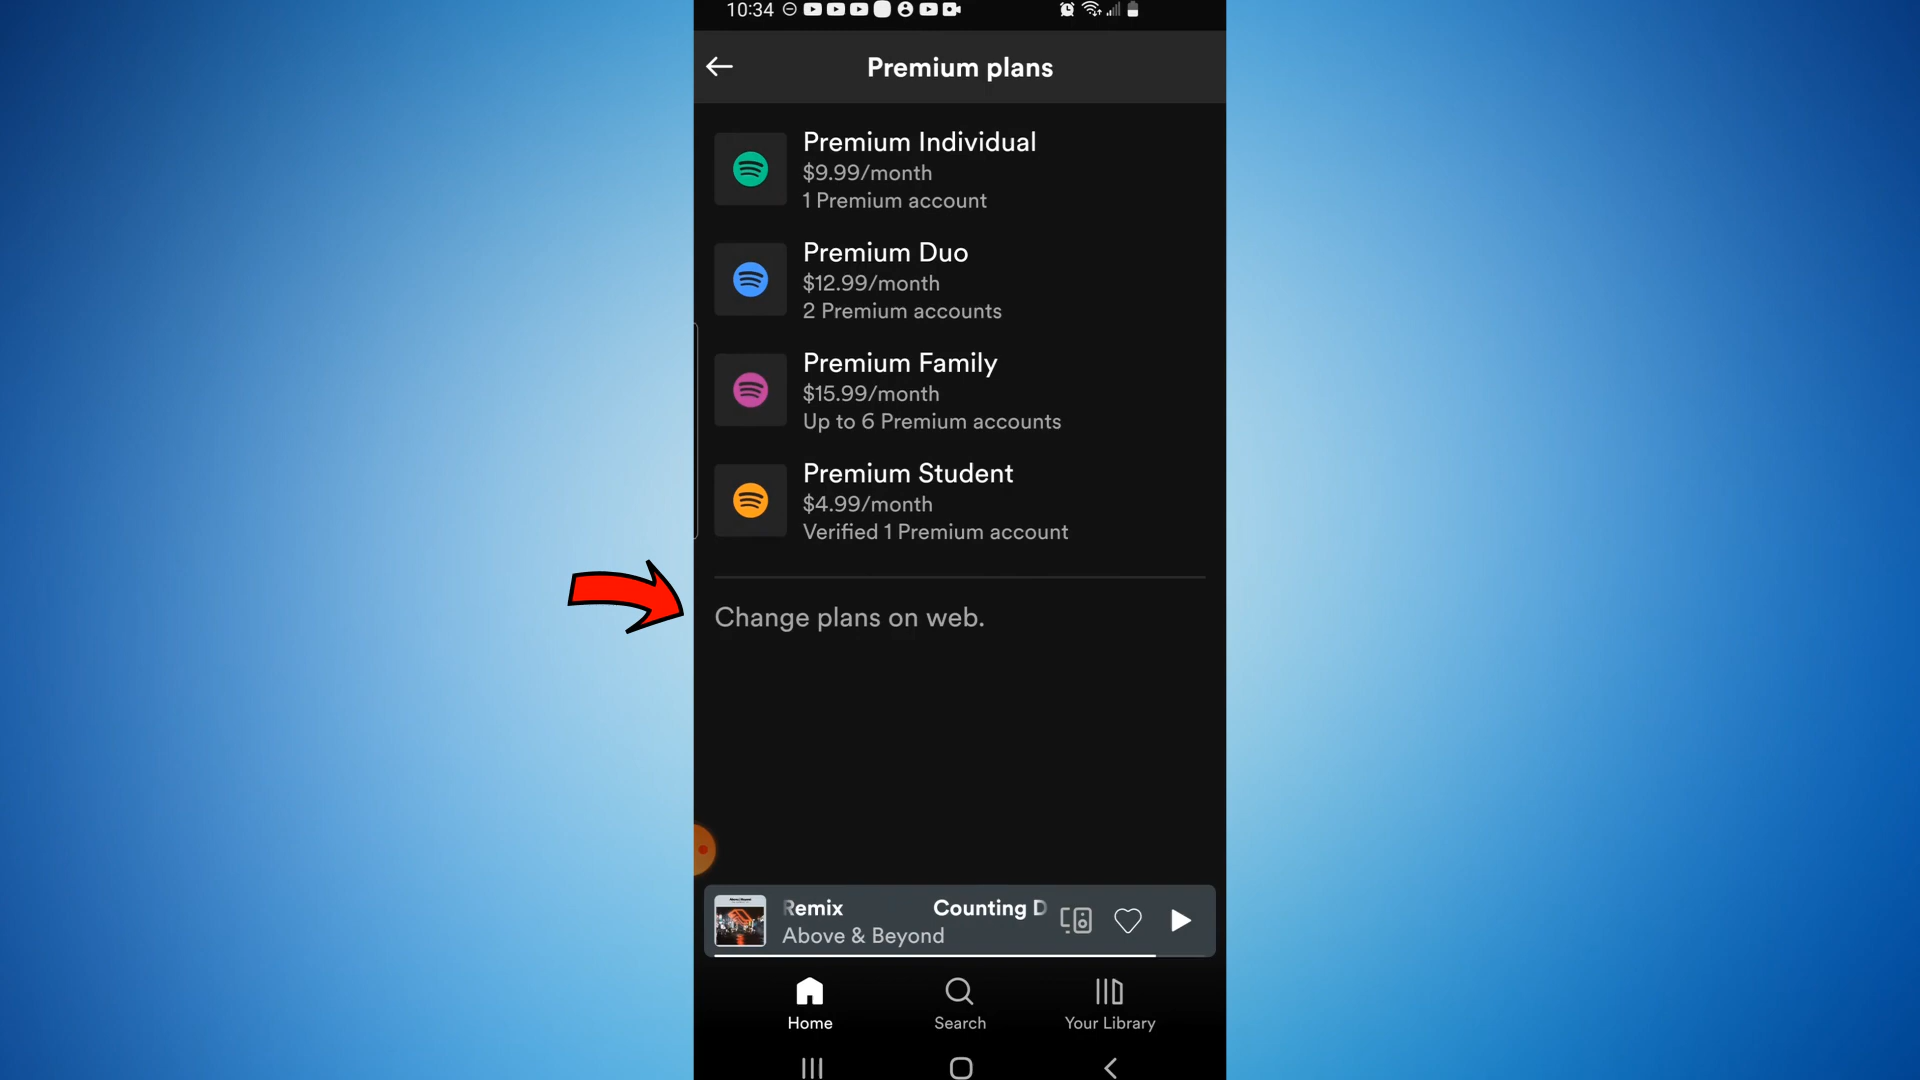 10:34
Premium plans
Premium Individual
$9.99/month
1 Premium account
Premium Duo
$12.99/month
2 Premium accounts
Premium Family
$15.99/month
Up to 6 Premium accounts
Premium Student
$4.99/month
Verified 1 Premium account
Change plans on web.
Remix Counting D
Above & Beyond
Home Search Your Library